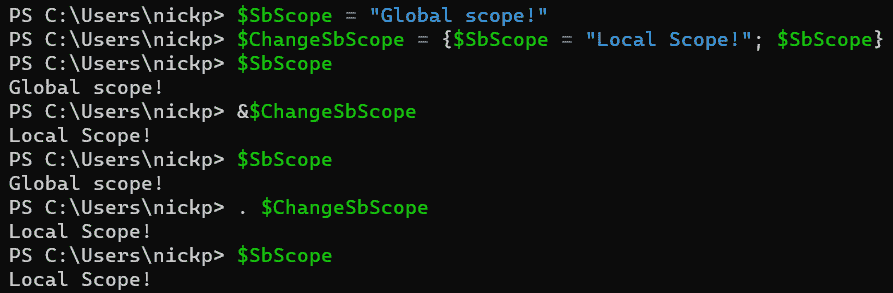 PS C:\Users\nickp> $SbScope = "Global scope!"
PS C:\Users\nickp> $ChangeSbScope = {$SbScope = "Local Scope!"; $SbScope}
PS C:\Users\nickp> $SbScope
Global scope!
PS C:\Users\nickp> &$ChangeSbScope
Local Scope!
PS C:\Users\nickp> $SbScope
Global scope!
PS C:\Users\nickp> . $ChangeSbScope
Local Scope!
PS C:\Users\nickp> $SbScope
Local Scope!